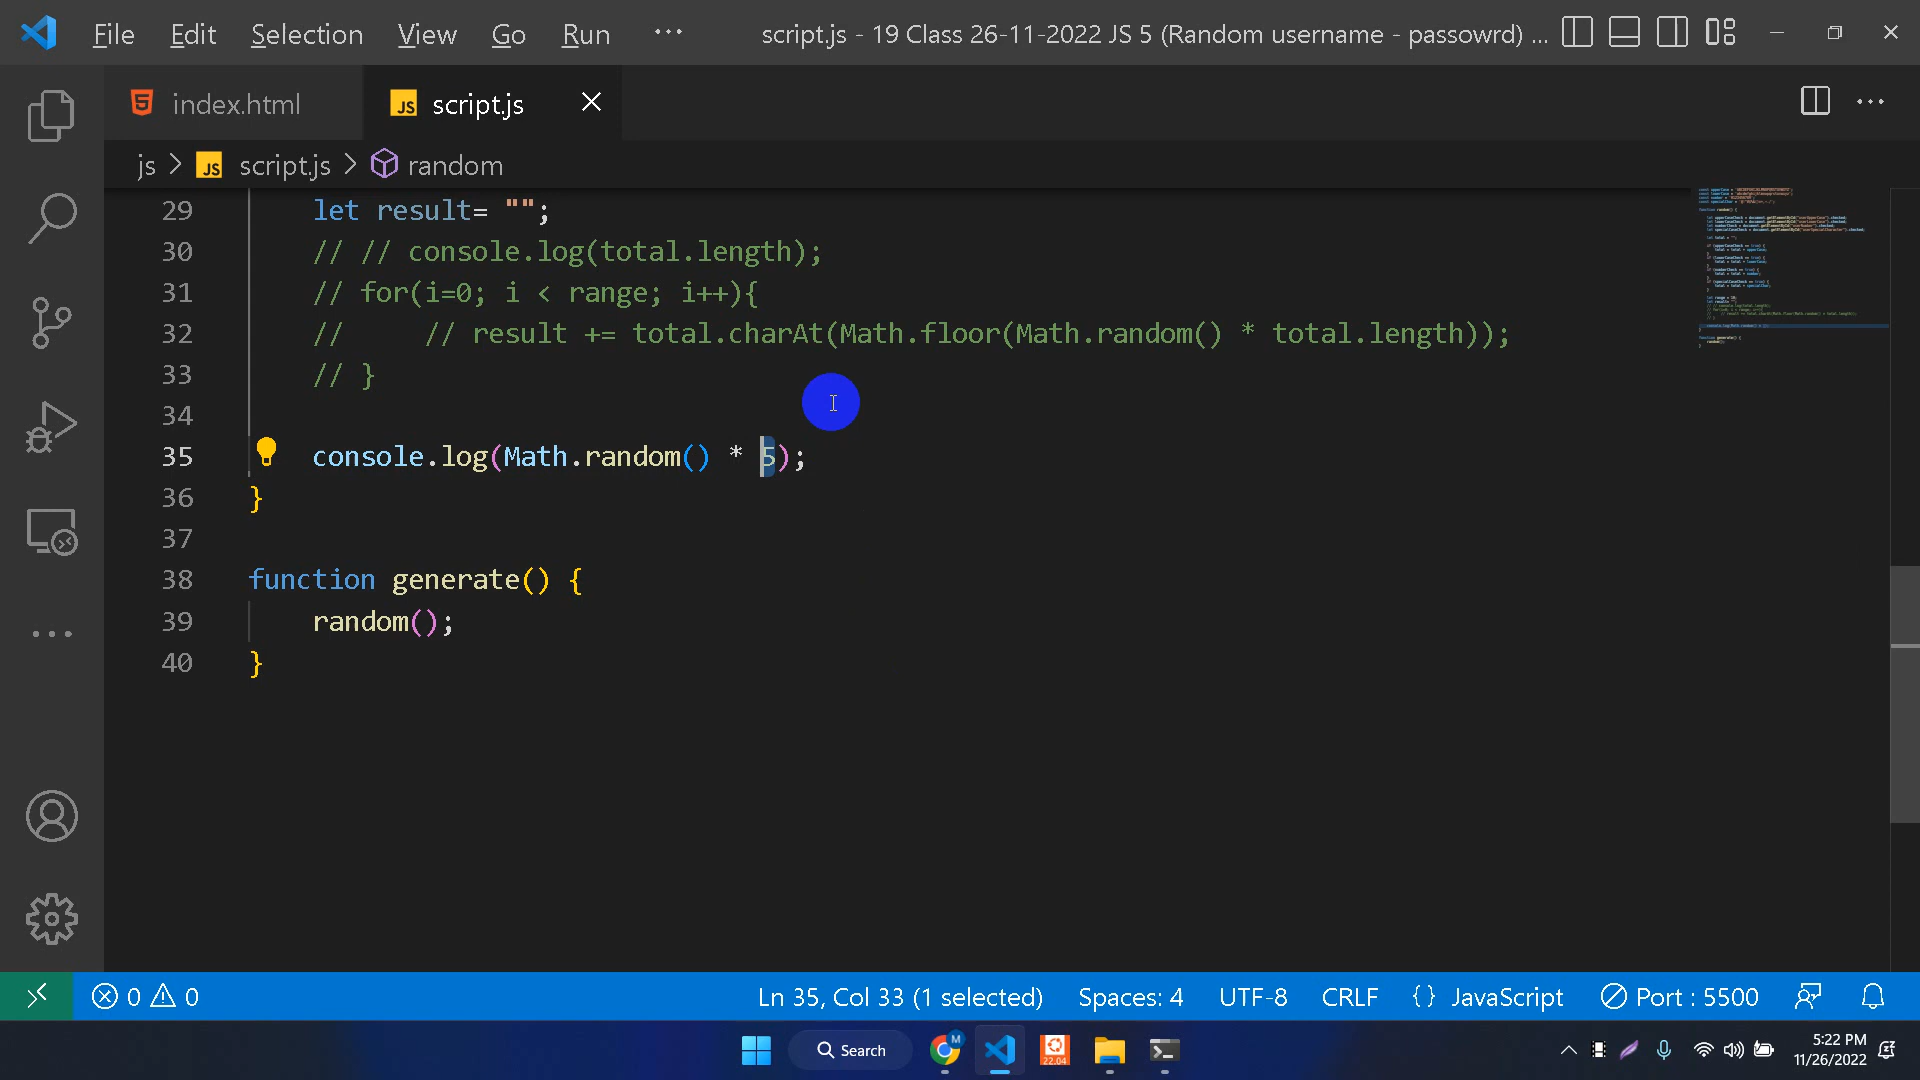 File Edit Selection View Go Run ··· script.js - 19 Class 26-11-2022 JS 5 (Random username - passowrd) ...
index.html JS script.js
js > JS script.js > random
29 let result= "";
30 // // console.log(total.length);
31 // for(i=0; i < range; i++){
32 // // result += total.charAt(Math.floor(Math.random() * total.length));
33 // }
34
35 console.log(Math.random() * 5);
36 }
37
38 function generate() {
39 random();
40 }
0 0 Ln 35, Col 33 (1 selected) Spaces: 4 UTF-8 CRLF {} JavaScript Port : 5500
Search M 22.04 5:22 PM
11/26/2022